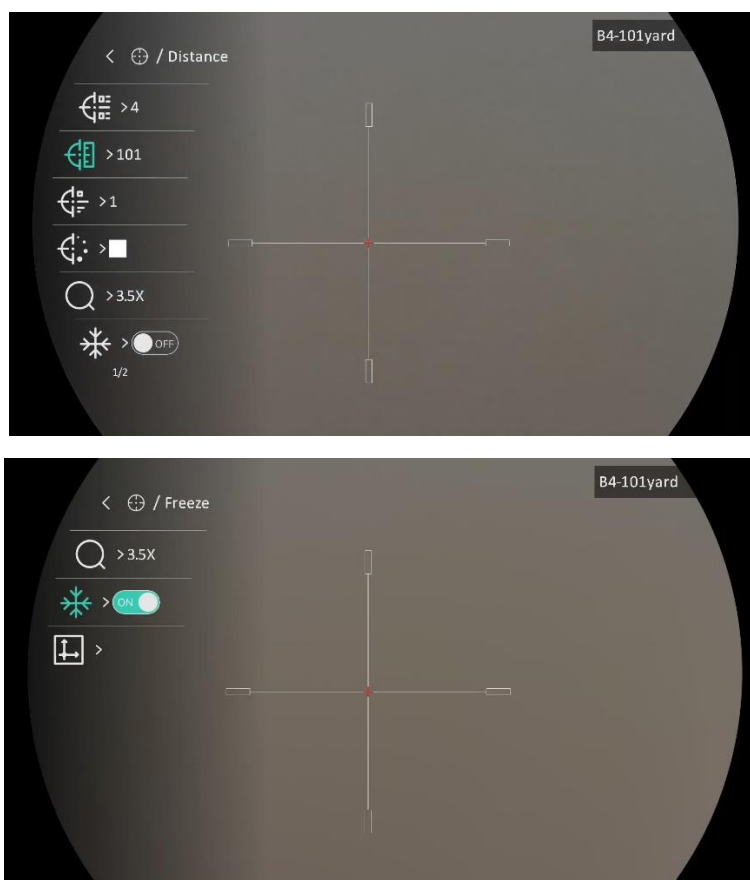 B4-101yard
< / Distance
>4
>101
>1
>
>3.5X
> OFF
1/2
B4-101yard
< / Freeze
>3.5X
> ON
>